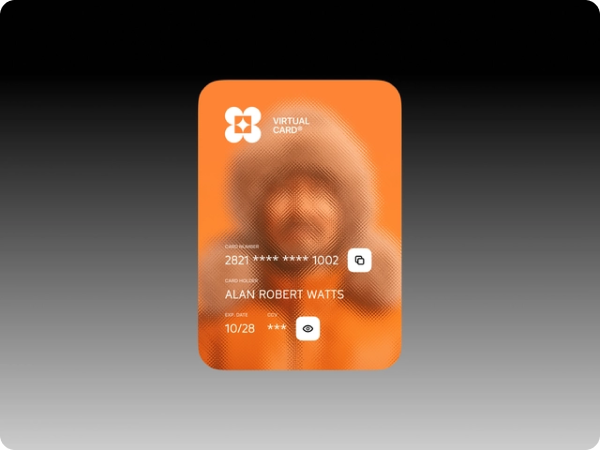 VIRTUAL
CARD®
CARD NUMBER
2821 **** **** 1002
CARD HOLDER
ALAN ROBERT WATTS
EXP. DATE CCV
10/28 ***